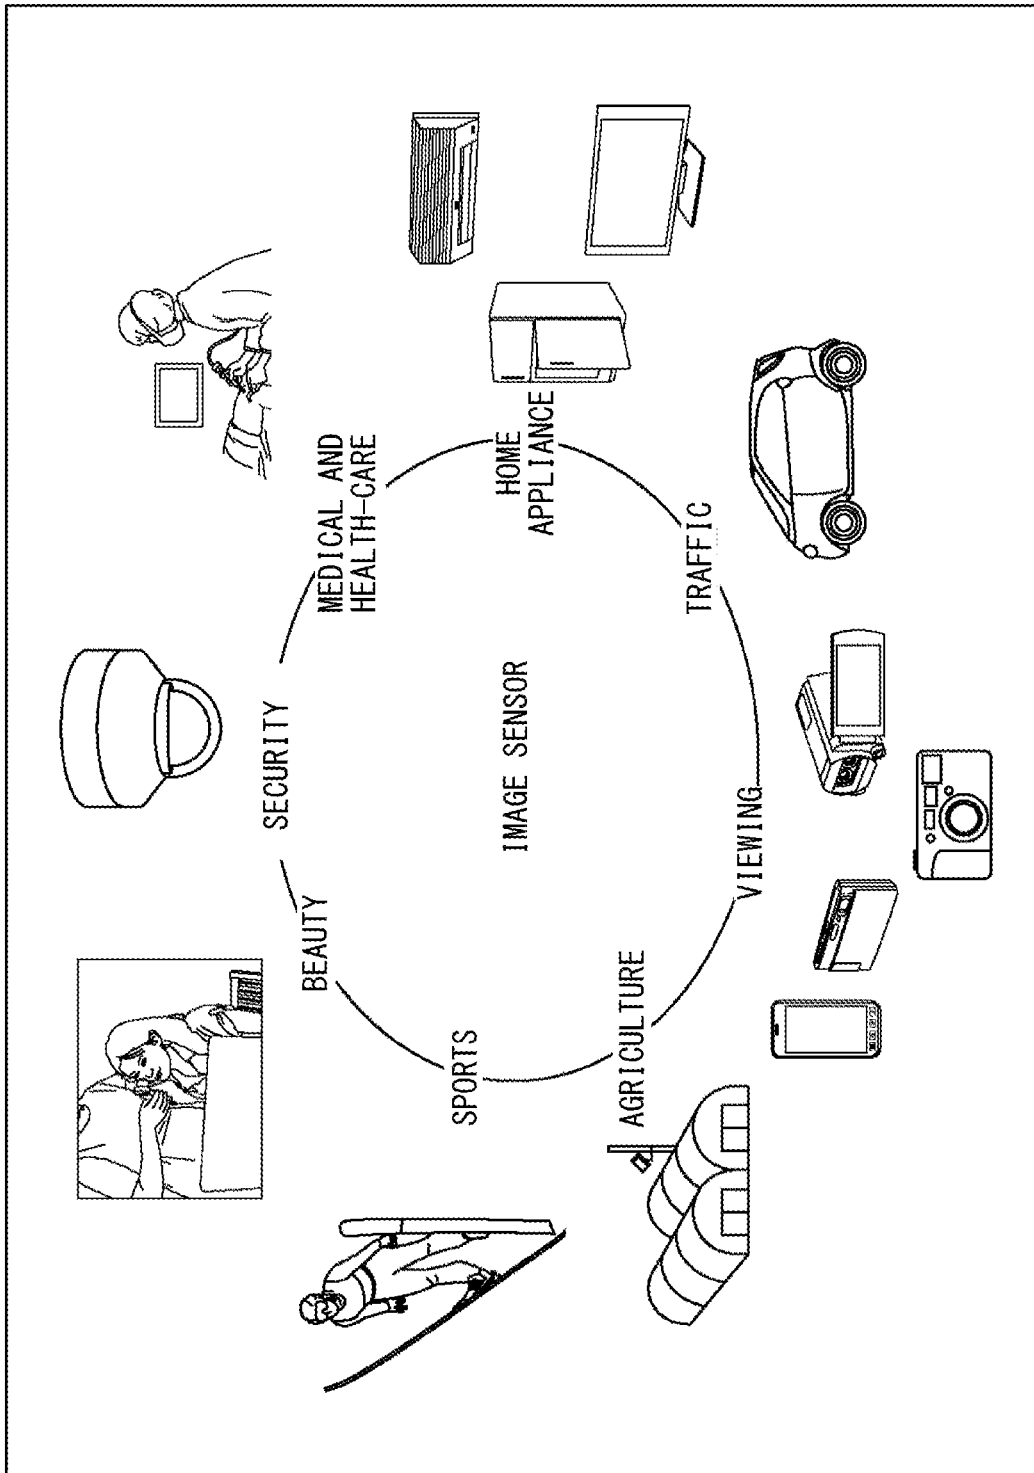 SECURITY
BEAUTY
MEDICAL AND
HEALTH-CARE
SPORTS
IMAGE SENSOR
HOME
APPLIANCE
AGRICULTURE
TRAFFIC
VIEWING